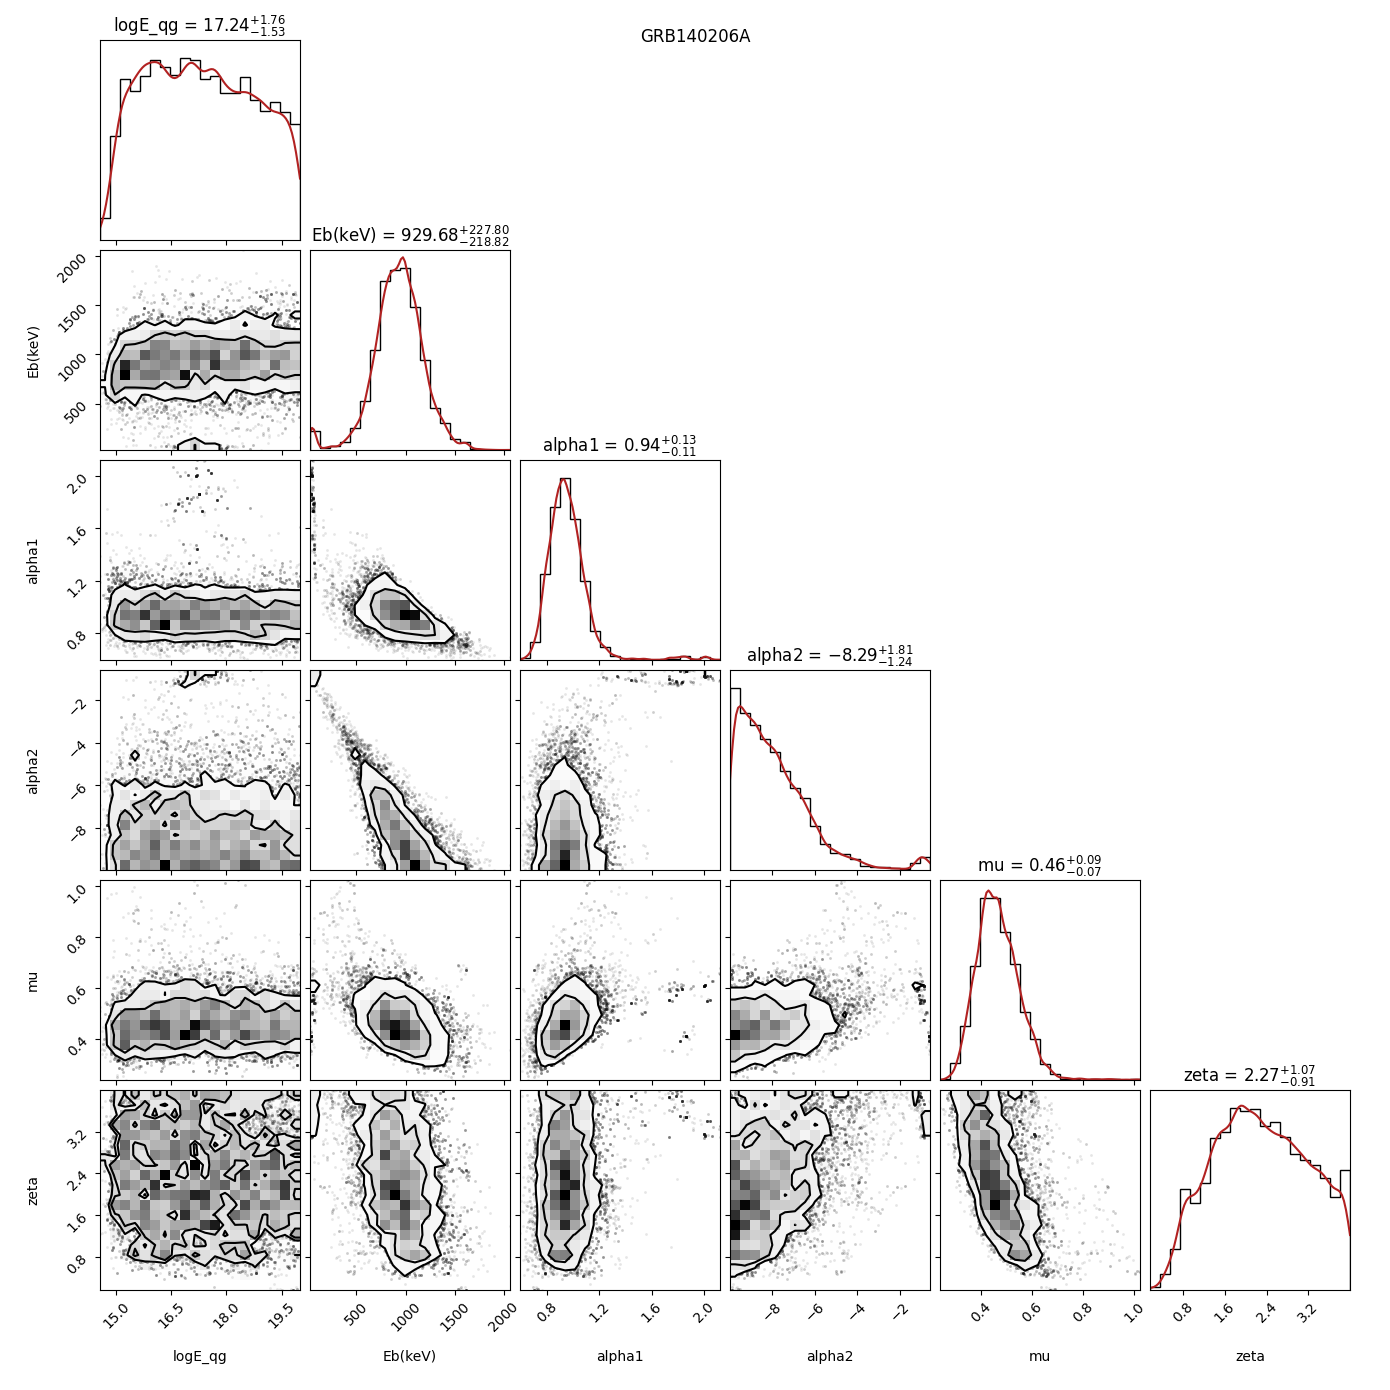 logE_qg = 17.24+1.76−1.53
GRB140206A
Eb(keV) = 929.68+227.80−218.82
2000
1500
1000
500
Eb(keV)
alpha1 = 0.94+0.13−0.11
2.0
1.6
1.2
0.8
alpha1
alpha2 = −8.29+1.81−1.24
−2
−4
−6
−8
alpha2
mu = 0.46+0.09−0.07
1.0
0.8
0.6
0.4
mu
zeta = 2.27+1.07−0.91
3.2
2.4
1.6
0.8
zeta
15.0 16.5 18.0 19.5 500 1000 1500 2000 0.8 1.2 1.6 2.0 −8 −6 −4 −2 0.4 0.6 0.8 1.0 0.8 1.6 2.4 3.2
logE_qg Eb(keV) alpha1 alpha2 mu zeta